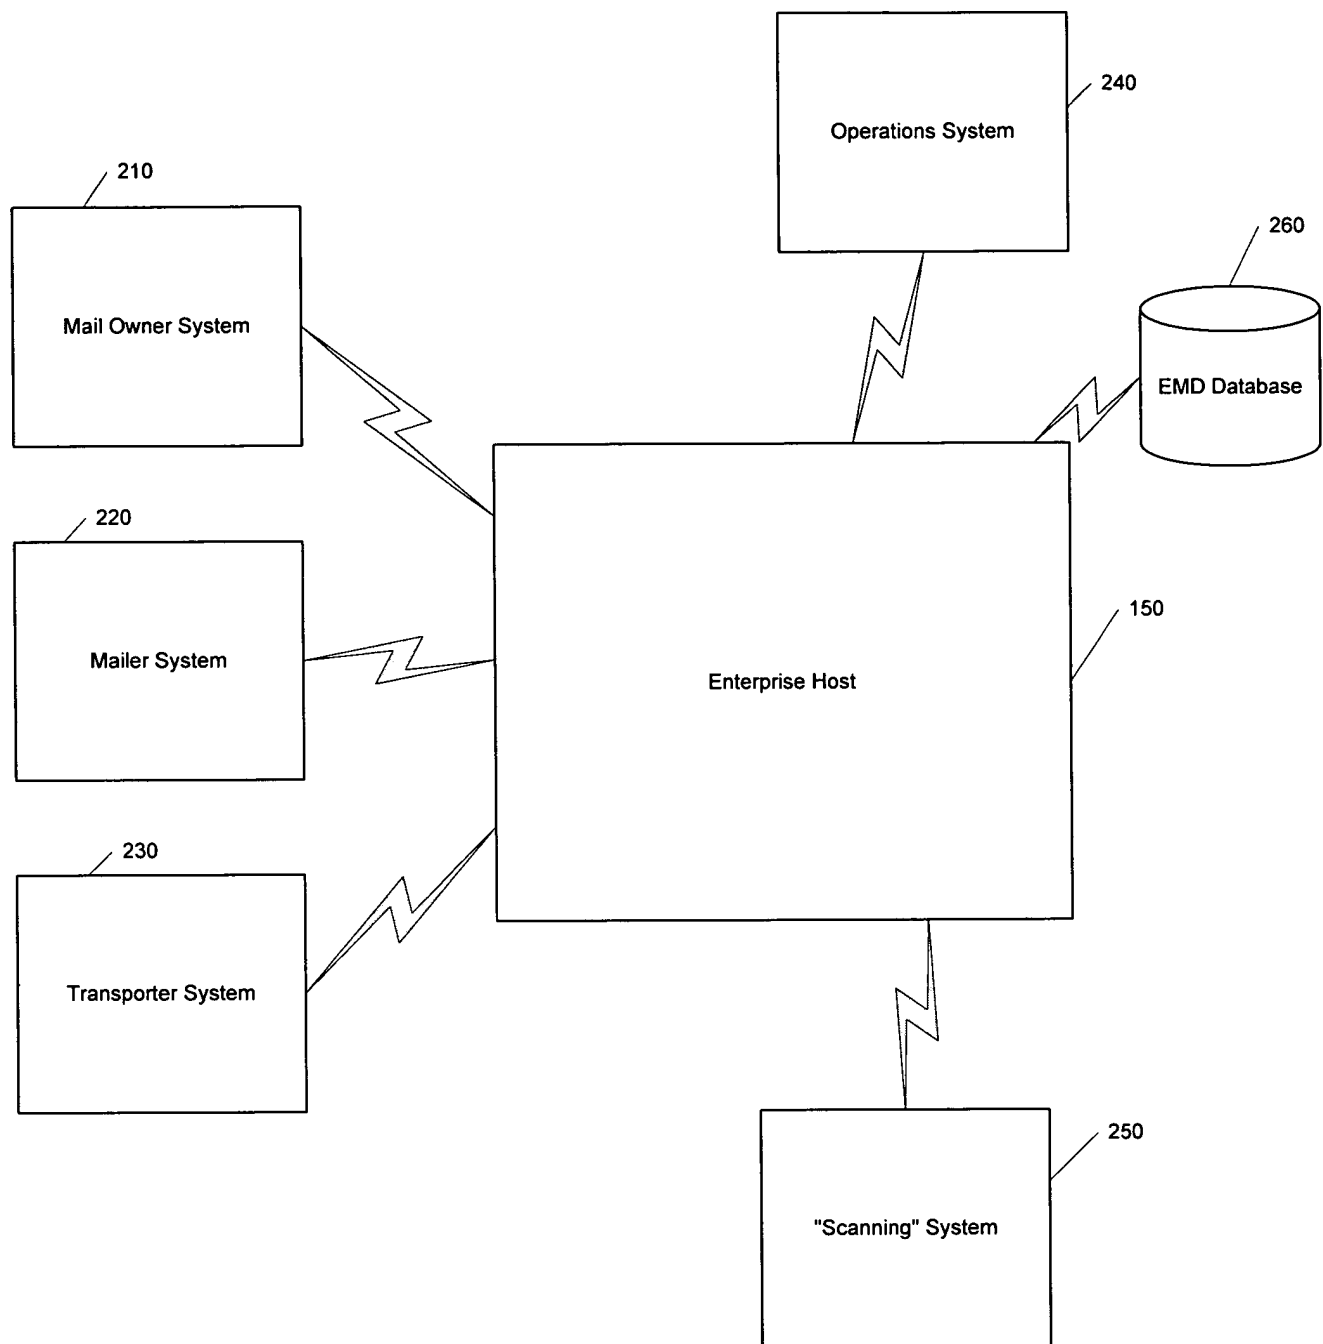 240
Operations System
210
260
Mail Owner System
EMD Database
220
150
Mailer System
Enterprise Host
230
Transporter System
250
"Scanning" System